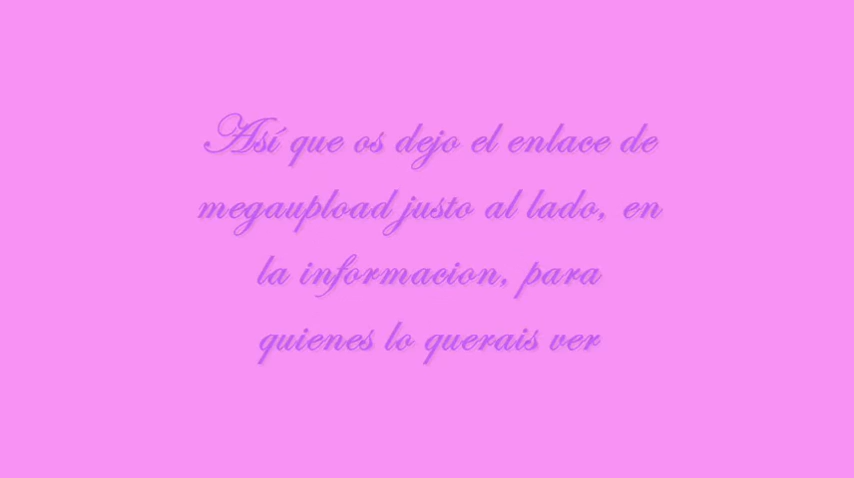 Así que os dejo el enlace de
megaupload justo al lado, en
la informacion, para
quienes lo querais ver